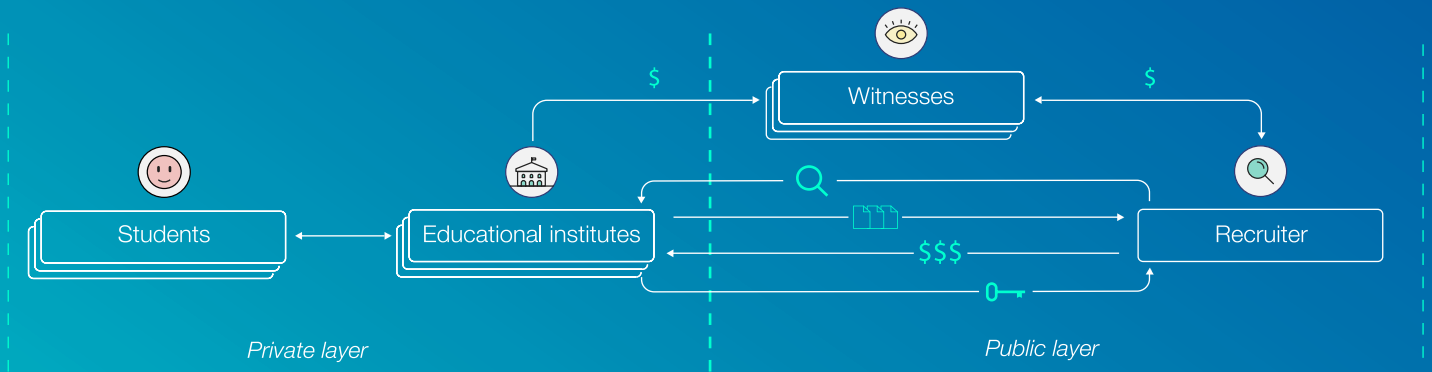 $
$
Witnesses
Students
Educational institutes
Recruiter
$$$
Private layer
Public layer